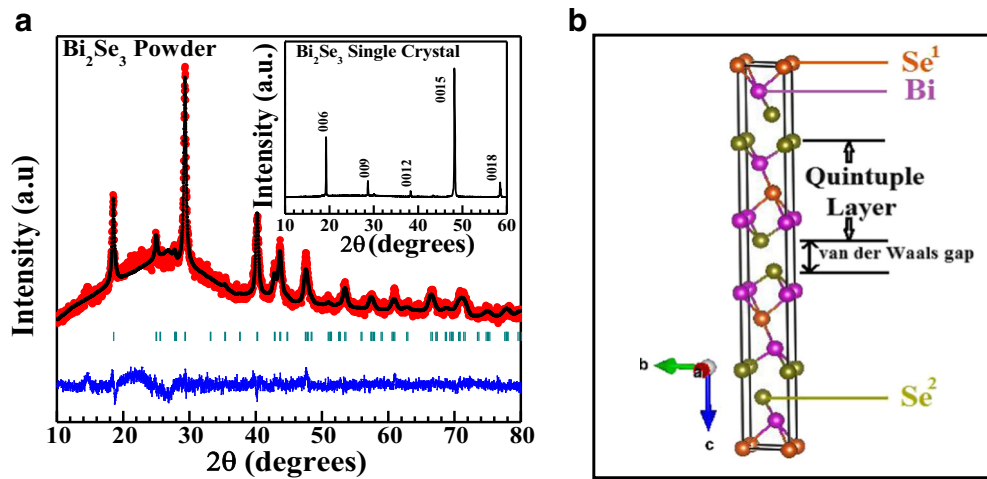 a
Bi₂Se₃ Powder
Intensity (a.u)
10 20 30 40 50 60 70 80
2θ (degrees)
Bi₂Se₃ Single Crystal
Intensity (a.u.)
006
009
0012
0015
0018
10 20 30 40 50 60
2θ (degrees)
b
Se¹
Bi
Quintuple
Layer
van der Waals gap
b
a
c
Se²